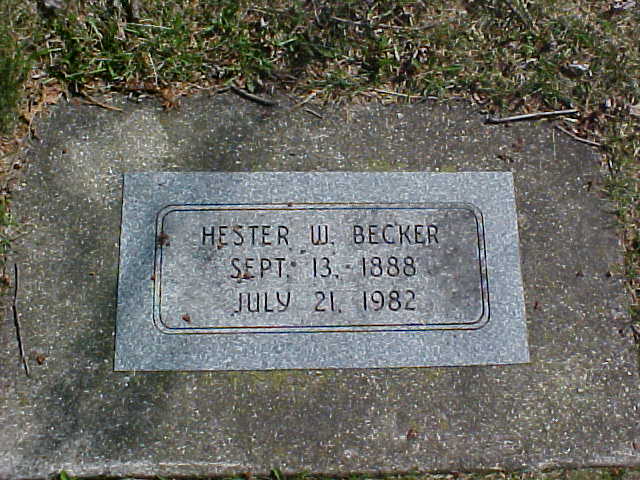 HESTER W. BECKER
SEPT. 13, 1888
JULY 21, 1982